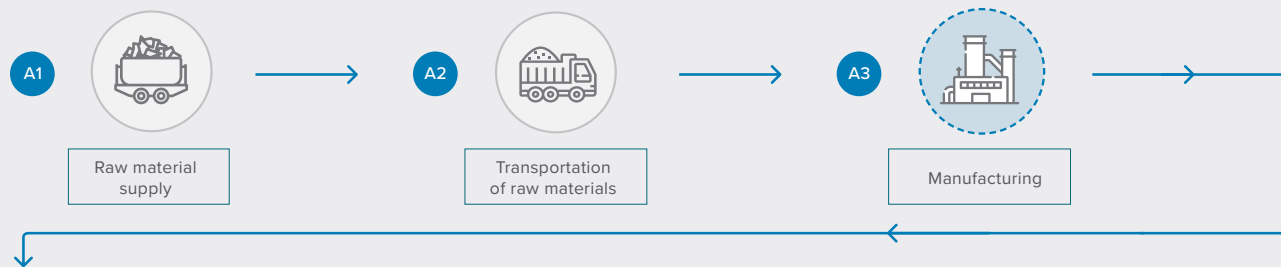 A1
Raw material
supply
A2
Transportation
of raw materials
A3
Manufacturing